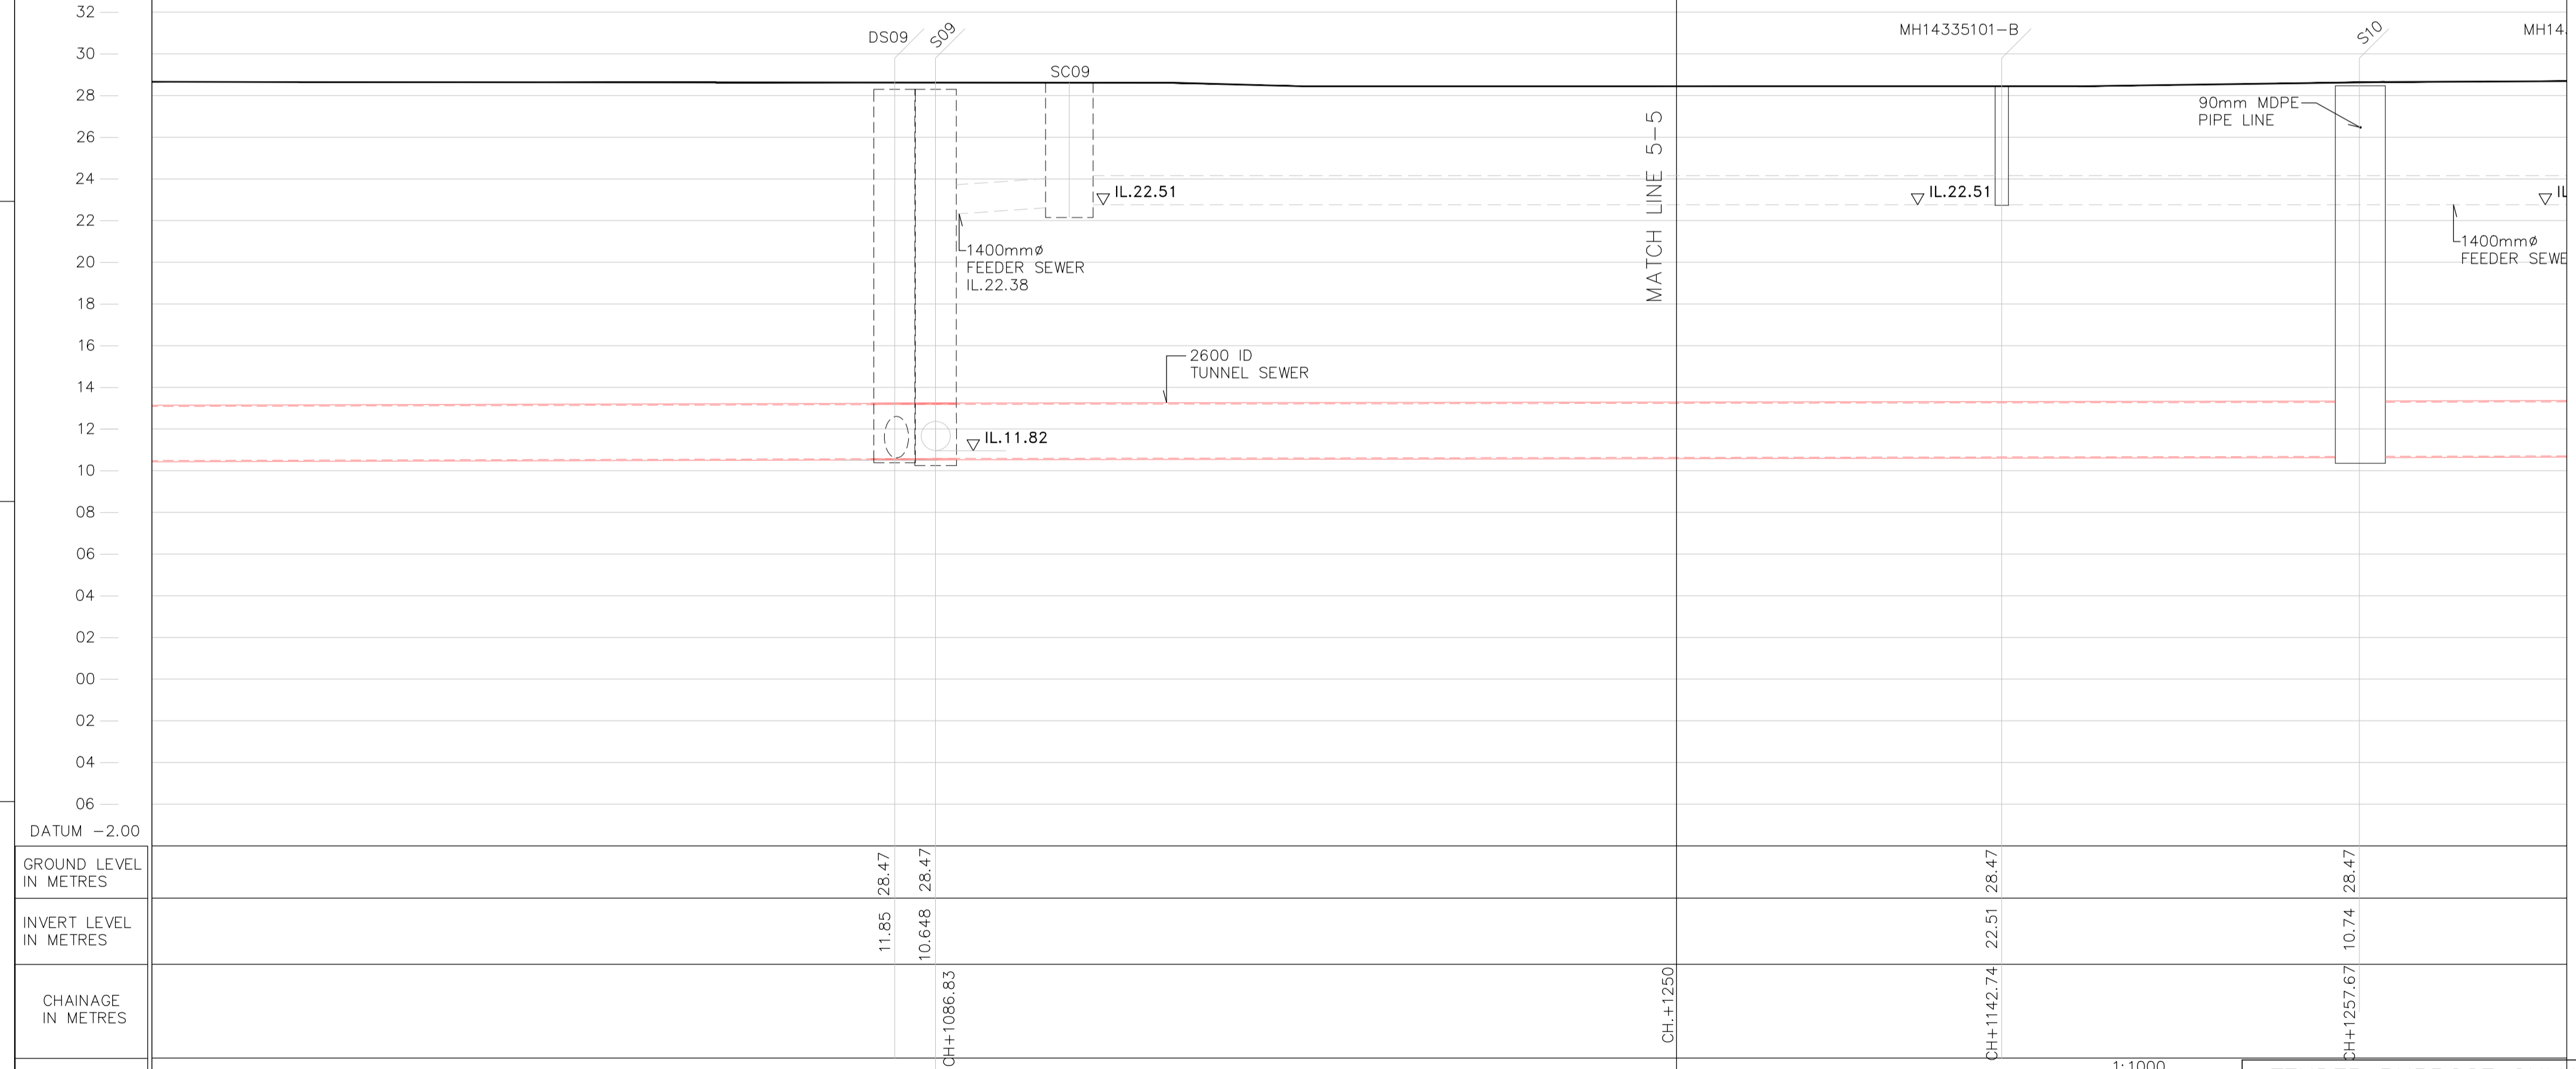 32
30
28
26
24
22
20
18
16
14
12
10
08
06
04
02
00
02
04
06
DATUM -2.00
DS09
S09
SC09
MH14335101-B
S10
MH14
90mm MDPE
PIPE LINE
MATCH LINE 5-5
IL.22.51
IL.22.51
IL
1400mmø
FEEDER SEWER
IL.22.38
1400mmø
FEEDER SEWE
2600 ID
TUNNEL SEWER
IL.11.82
GROUND LEVEL
IN METRES
28.47
28.47
28.47
28.47
INVERT LEVEL
IN METRES
11.85
10.648
22.51
10.74
CHAINAGE
IN METRES
CH+1086.83
CH.+1250
CH+1142.74
CH+1257.67
1:1000